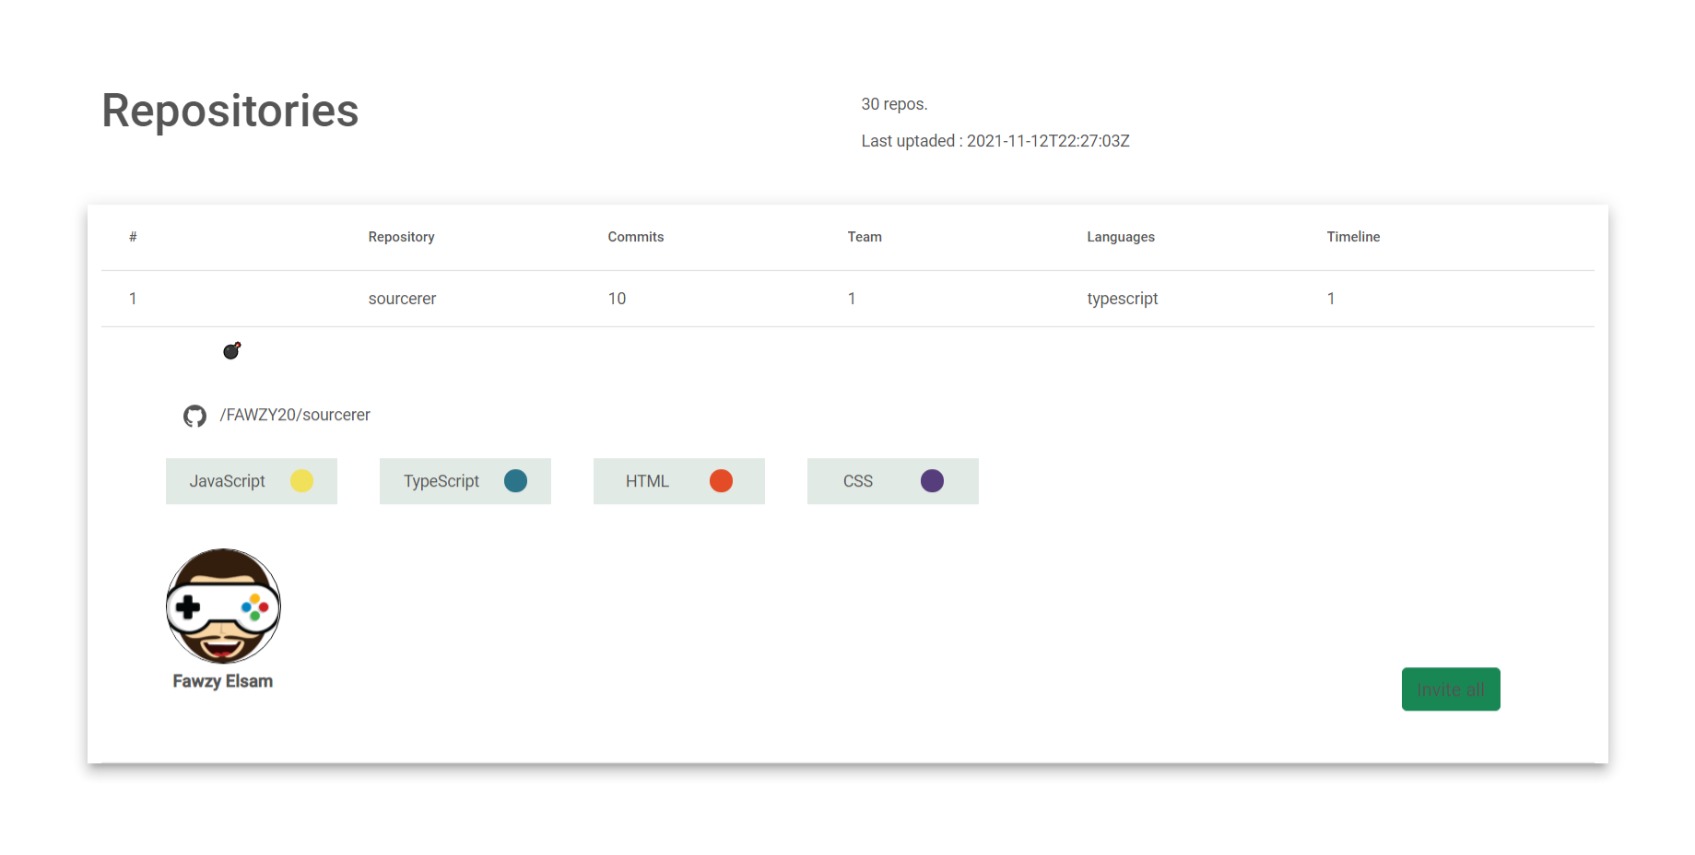 Repositories
30 repos.
Last uptaded : 2021-11-12T22:27:03Z
# Repository Commits Team Languages Timeline
1 sourcerer 10 1 typescript 1
/FAWZY20/sourcerer
JavaScript TypeScript HTML CSS
Fawzy Elsam
Invite all